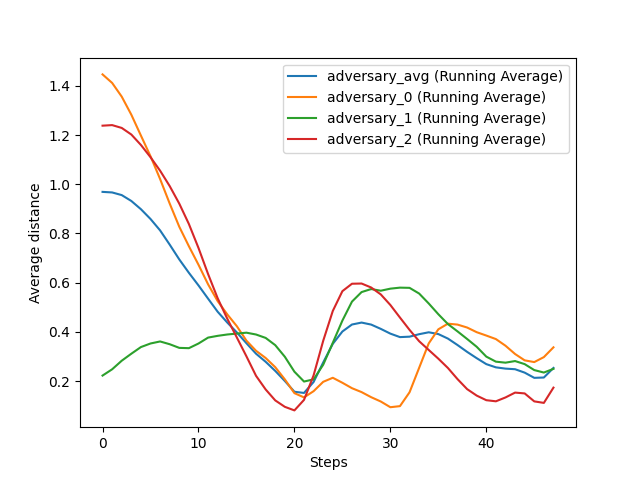 adversary_avg (Running Average)
adversary_0 (Running Average)
adversary_1 (Running Average)
adversary_2 (Running Average)
1.4
1.2
1.0
0.8
0.6
0.4
0.2
Average distance
0 10 20 30 40
Steps